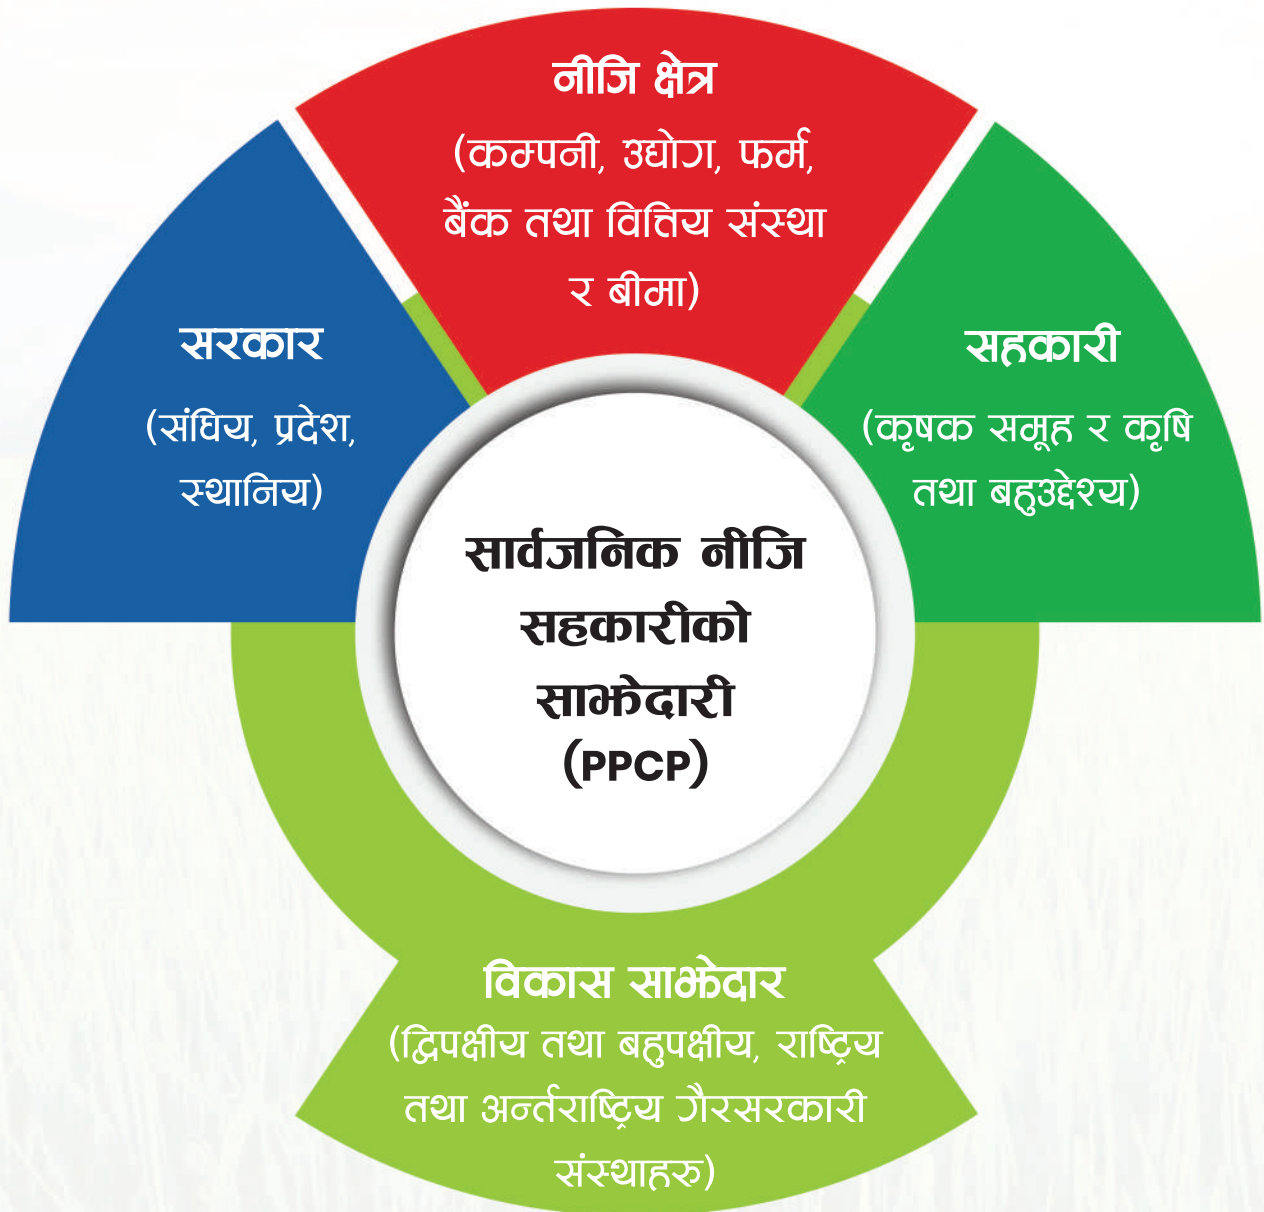 नीजि क्षेत्र
(कम्पनी, उद्योग, फर्म,
बैंक तथा वित्तिय संस्था
र बीमा)
सरकार
(संघिय, प्रदेश,
स्थानिय)
सहकारी
(कृषक समूह र कृषि
तथा बहुउद्देश्य)
सार्वजनिक नीजि
सहकारीको
साझेदारी
(PPCP)
विकास साझेदार
(द्विपक्षीय तथा बहुपक्षीय, राष्ट्रिय
तथा अर्न्तराष्ट्रिय गैरसरकारी
संस्थाहरु)